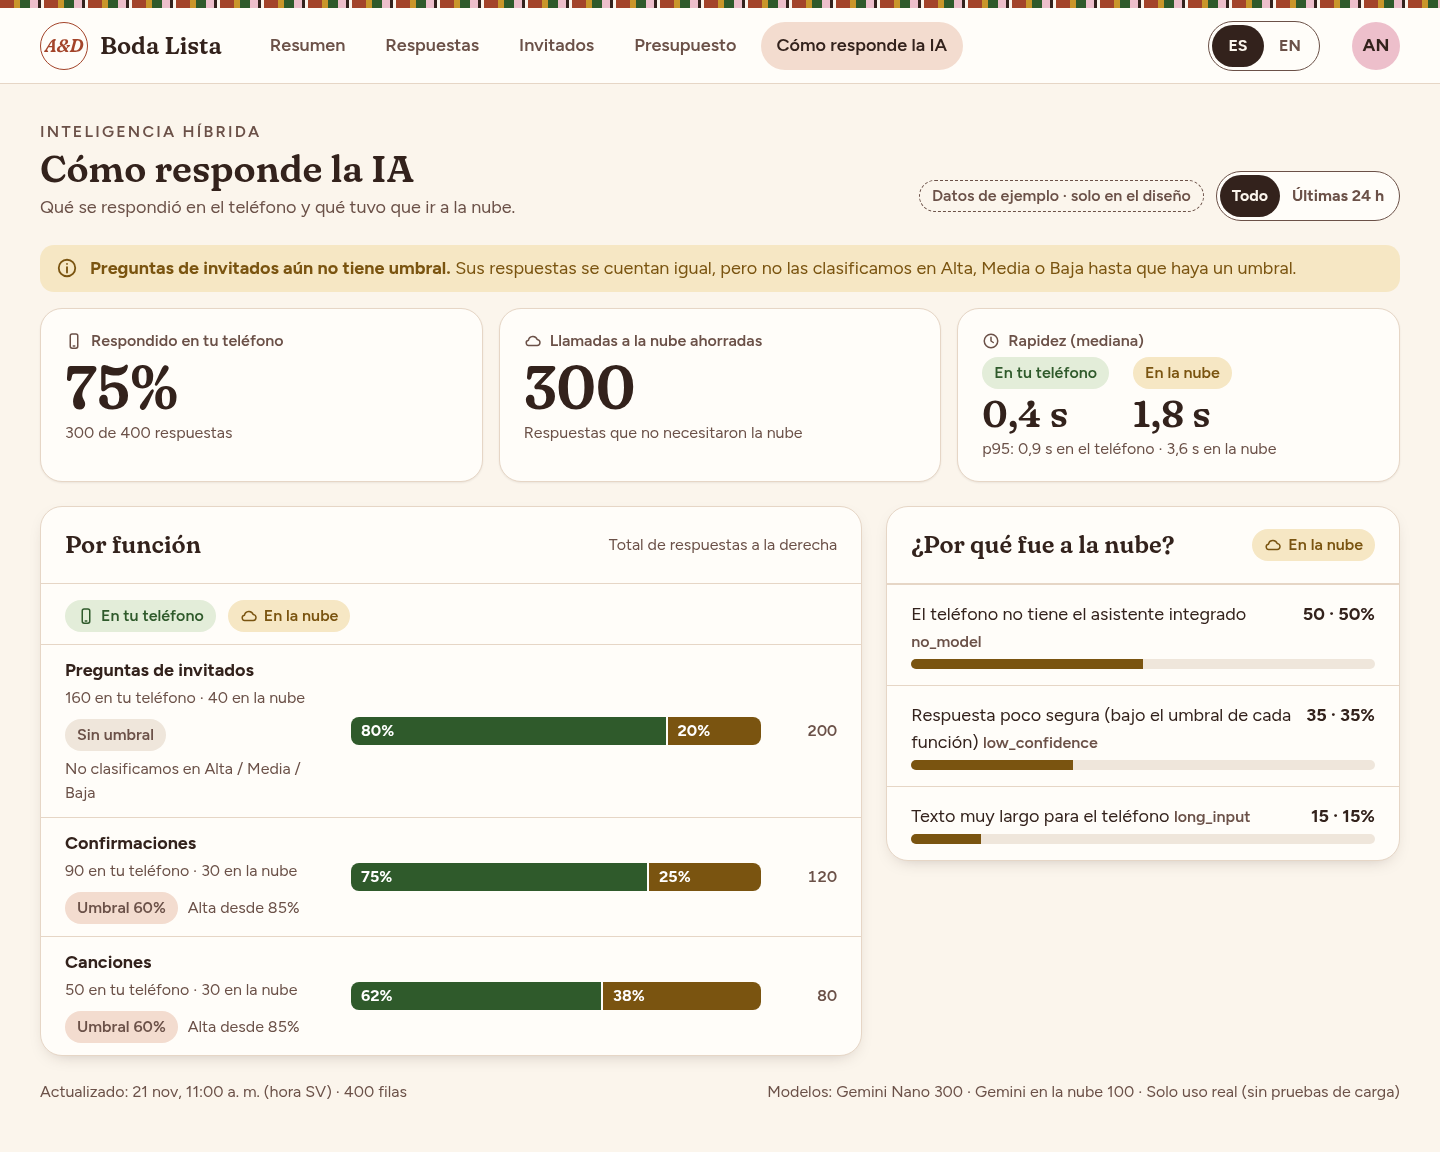 A&D Boda Lista Resumen Respuestas Invitados Presupuesto Cómo responde la IA ES EN AN
INTELIGENCIA HÍBRIDA
Cómo responde la IA
Qué se respondió en el teléfono y qué tuvo que ir a la nube.
Datos de ejemplo · solo en el diseño Todo Últimas 24 h
Preguntas de invitados aún no tiene umbral. Sus respuestas se cuentan igual, pero no las clasificamos en Alta, Media o Baja hasta que haya un umbral.
Respondido en tu teléfono
75%
300 de 400 respuestas
Llamadas a la nube ahorradas
300
Respuestas que no necesitaron la nube
Rapidez (mediana)
En tu teléfono En la nube
0,4 s 1,8 s
p95: 0,9 s en el teléfono · 3,6 s en la nube
Por función Total de respuestas a la derecha
En tu teléfono En la nube
Preguntas de invitados
160 en tu teléfono · 40 en la nube
Sin umbral
No clasificamos en Alta / Media /
Baja
80% 20% 200
Confirmaciones
90 en tu teléfono · 30 en la nube
Umbral 60% Alta desde 85%
75% 25% 120
Canciones
50 en tu teléfono · 30 en la nube
Umbral 60% Alta desde 85%
62% 38% 80
¿Por qué fue a la nube? En la nube
El teléfono no tiene el asistente integrado 50 · 50%
no_model
Respuesta poco segura (bajo el umbral de cada 35 · 35%
función) low_confidence
Texto muy largo para el teléfono long_input 15 · 15%
Actualizado: 21 nov, 11:00 a. m. (hora SV) · 400 filas
Modelos: Gemini Nano 300 · Gemini en la nube 100 · Solo uso real (sin pruebas de carga)